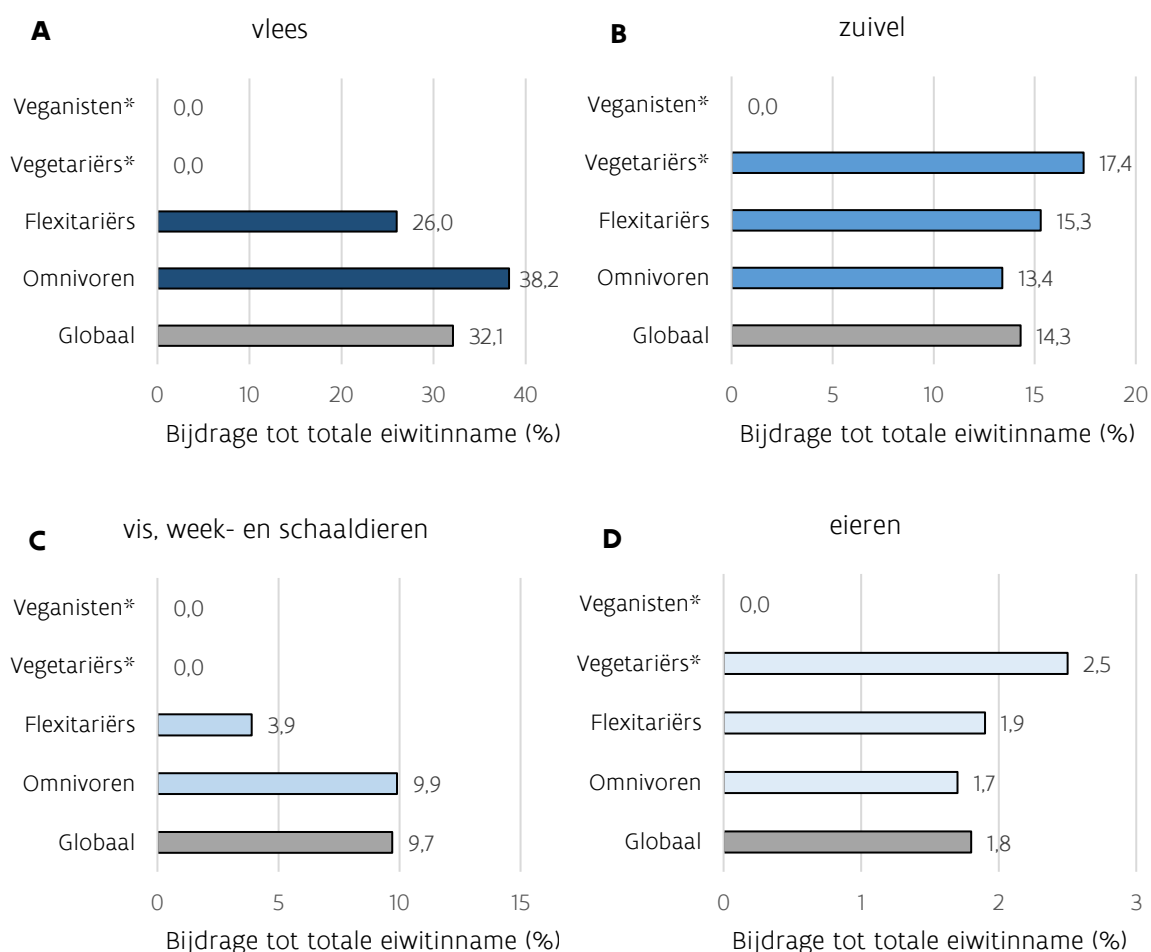 A
vlees
Veganisten*
0,0
Vegetariërs*
0,0
Flexitariërs
26,0
Omnivoren
38,2
Globaal
32,1
0 10 20 30 40
Bijdrage tot totale eiwitinname (%)
B
zuivel
Veganisten*
0,0
Vegetariërs*
17,4
Flexitariërs
15,3
Omnivoren
13,4
Globaal
14,3
0 5 10 15 20
Bijdrage tot totale eiwitinname (%)
C
vis, week- en schaaldieren
Veganisten*
0,0
Vegetariërs*
0,0
Flexitariërs
3,9
Omnivoren
9,9
Globaal
9,7
0 5 10 15
Bijdrage tot totale eiwitinname (%)
D
eieren
Veganisten*
0,0
Vegetariërs*
2,5
Flexitariërs
1,9
Omnivoren
1,7
Globaal
1,8
0 1 2 3
Bijdrage tot totale eiwitinname (%)